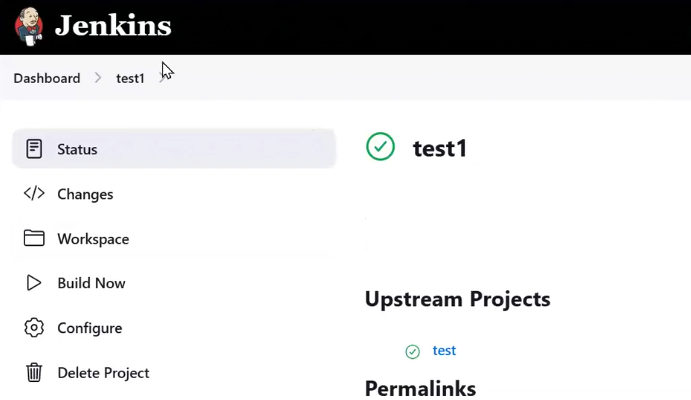 Jenkins
Dashboard > test1 >
Status
test1
Changes
Workspace
Build Now
Upstream Projects
Configure
test
Delete Project
Permalinks